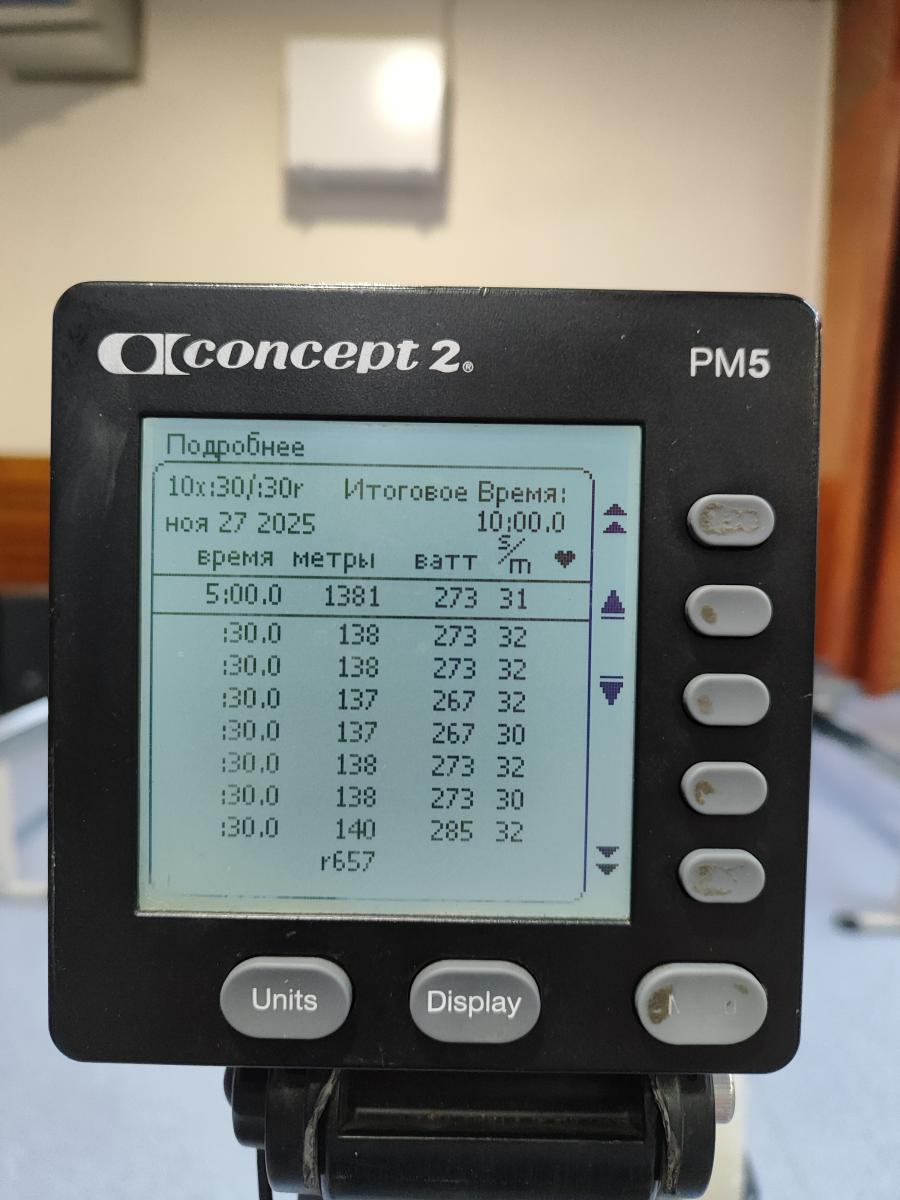 concept 2®
PM5
Подробнее
10x:30/:30r Итоговое Время:
ноя 27 2025 10:00.0
время метры ватт s/m ♥
5:00.0 1381 273 31
:30.0 138 273 32
:30.0 138 273 32
:30.0 137 267 32
:30.0 137 267 30
:30.0 138 273 32
:30.0 138 273 30
:30.0 140 285 32
r657
Units Display